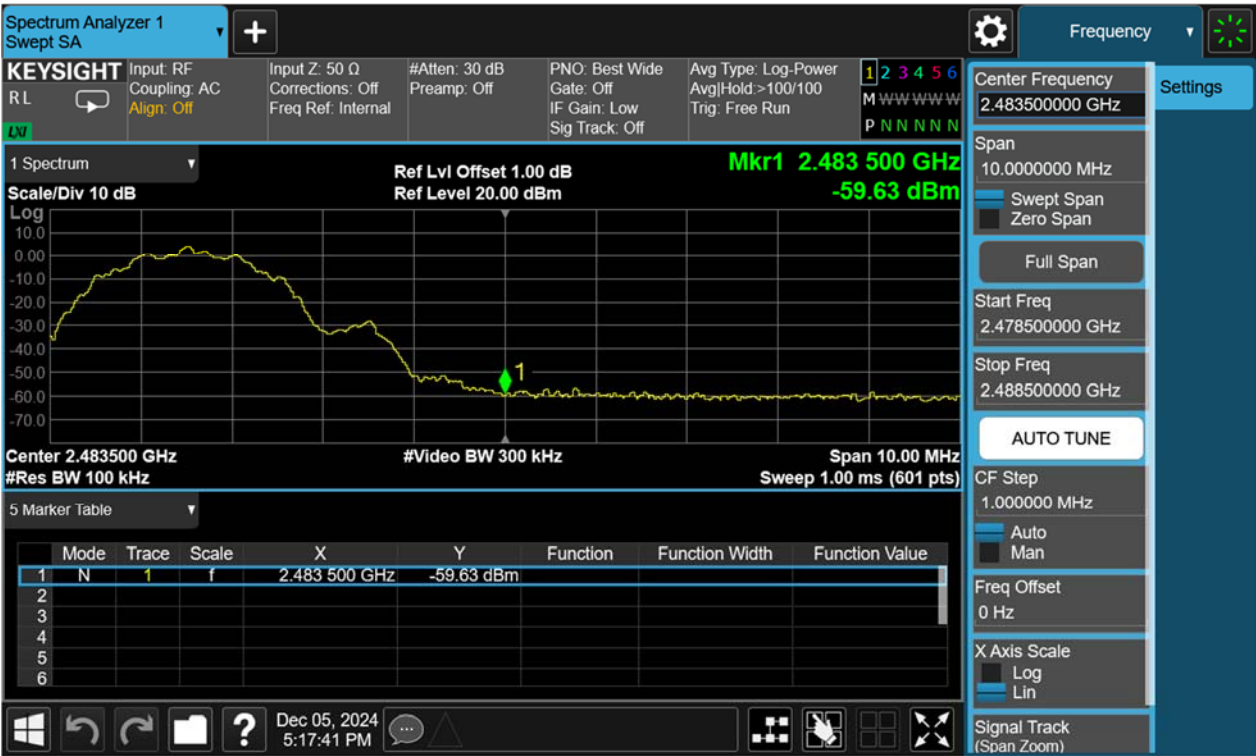 Spectrum Analyzer 1
Swept SA
Frequency
KEYSIGHT
R L
LXI
Input: RF
Coupling: AC
Align: Off
Input Z: 50 Ω
Corrections: Off
Freq Ref: Internal
#Atten: 30 dB
Preamp: Off
PNO: Best Wide
Gate: Off
IF Gain: Low
Sig Track: Off
Avg Type: Log-Power
Avg|Hold:>100/100
Trig: Free Run
1 2 3 4 5 6
M W W W W W
P N N N N N
1 Spectrum
Scale/Div 10 dB
Ref Lvl Offset 1.00 dB
Ref Level 20.00 dBm
Mkr1 2.483 500 GHz
-59.63 dBm
Log
10.0
0.00
-10.0
-20.0
-30.0
-40.0
-50.0
-60.0
-70.0
1
Center 2.483500 GHz
#Video BW 300 kHz
Span 10.00 MHz
#Res BW 100 kHz
Sweep 1.00 ms (601 pts)
5 Marker Table
Mode Trace Scale X Y Function Function Width Function Value
1 N 1 f 2.483 500 GHz -59.63 dBm
2
3
4
5
6
Dec 05, 2024
5:17:41 PM
Settings
Center Frequency
2.483500000 GHz
Span
10.0000000 MHz
Swept Span
Zero Span
Full Span
Start Freq
2.478500000 GHz
Stop Freq
2.488500000 GHz
AUTO TUNE
CF Step
1.000000 MHz
Auto
Man
Freq Offset
0 Hz
X Axis Scale
Log
Lin
Signal Track
(Span Zoom)